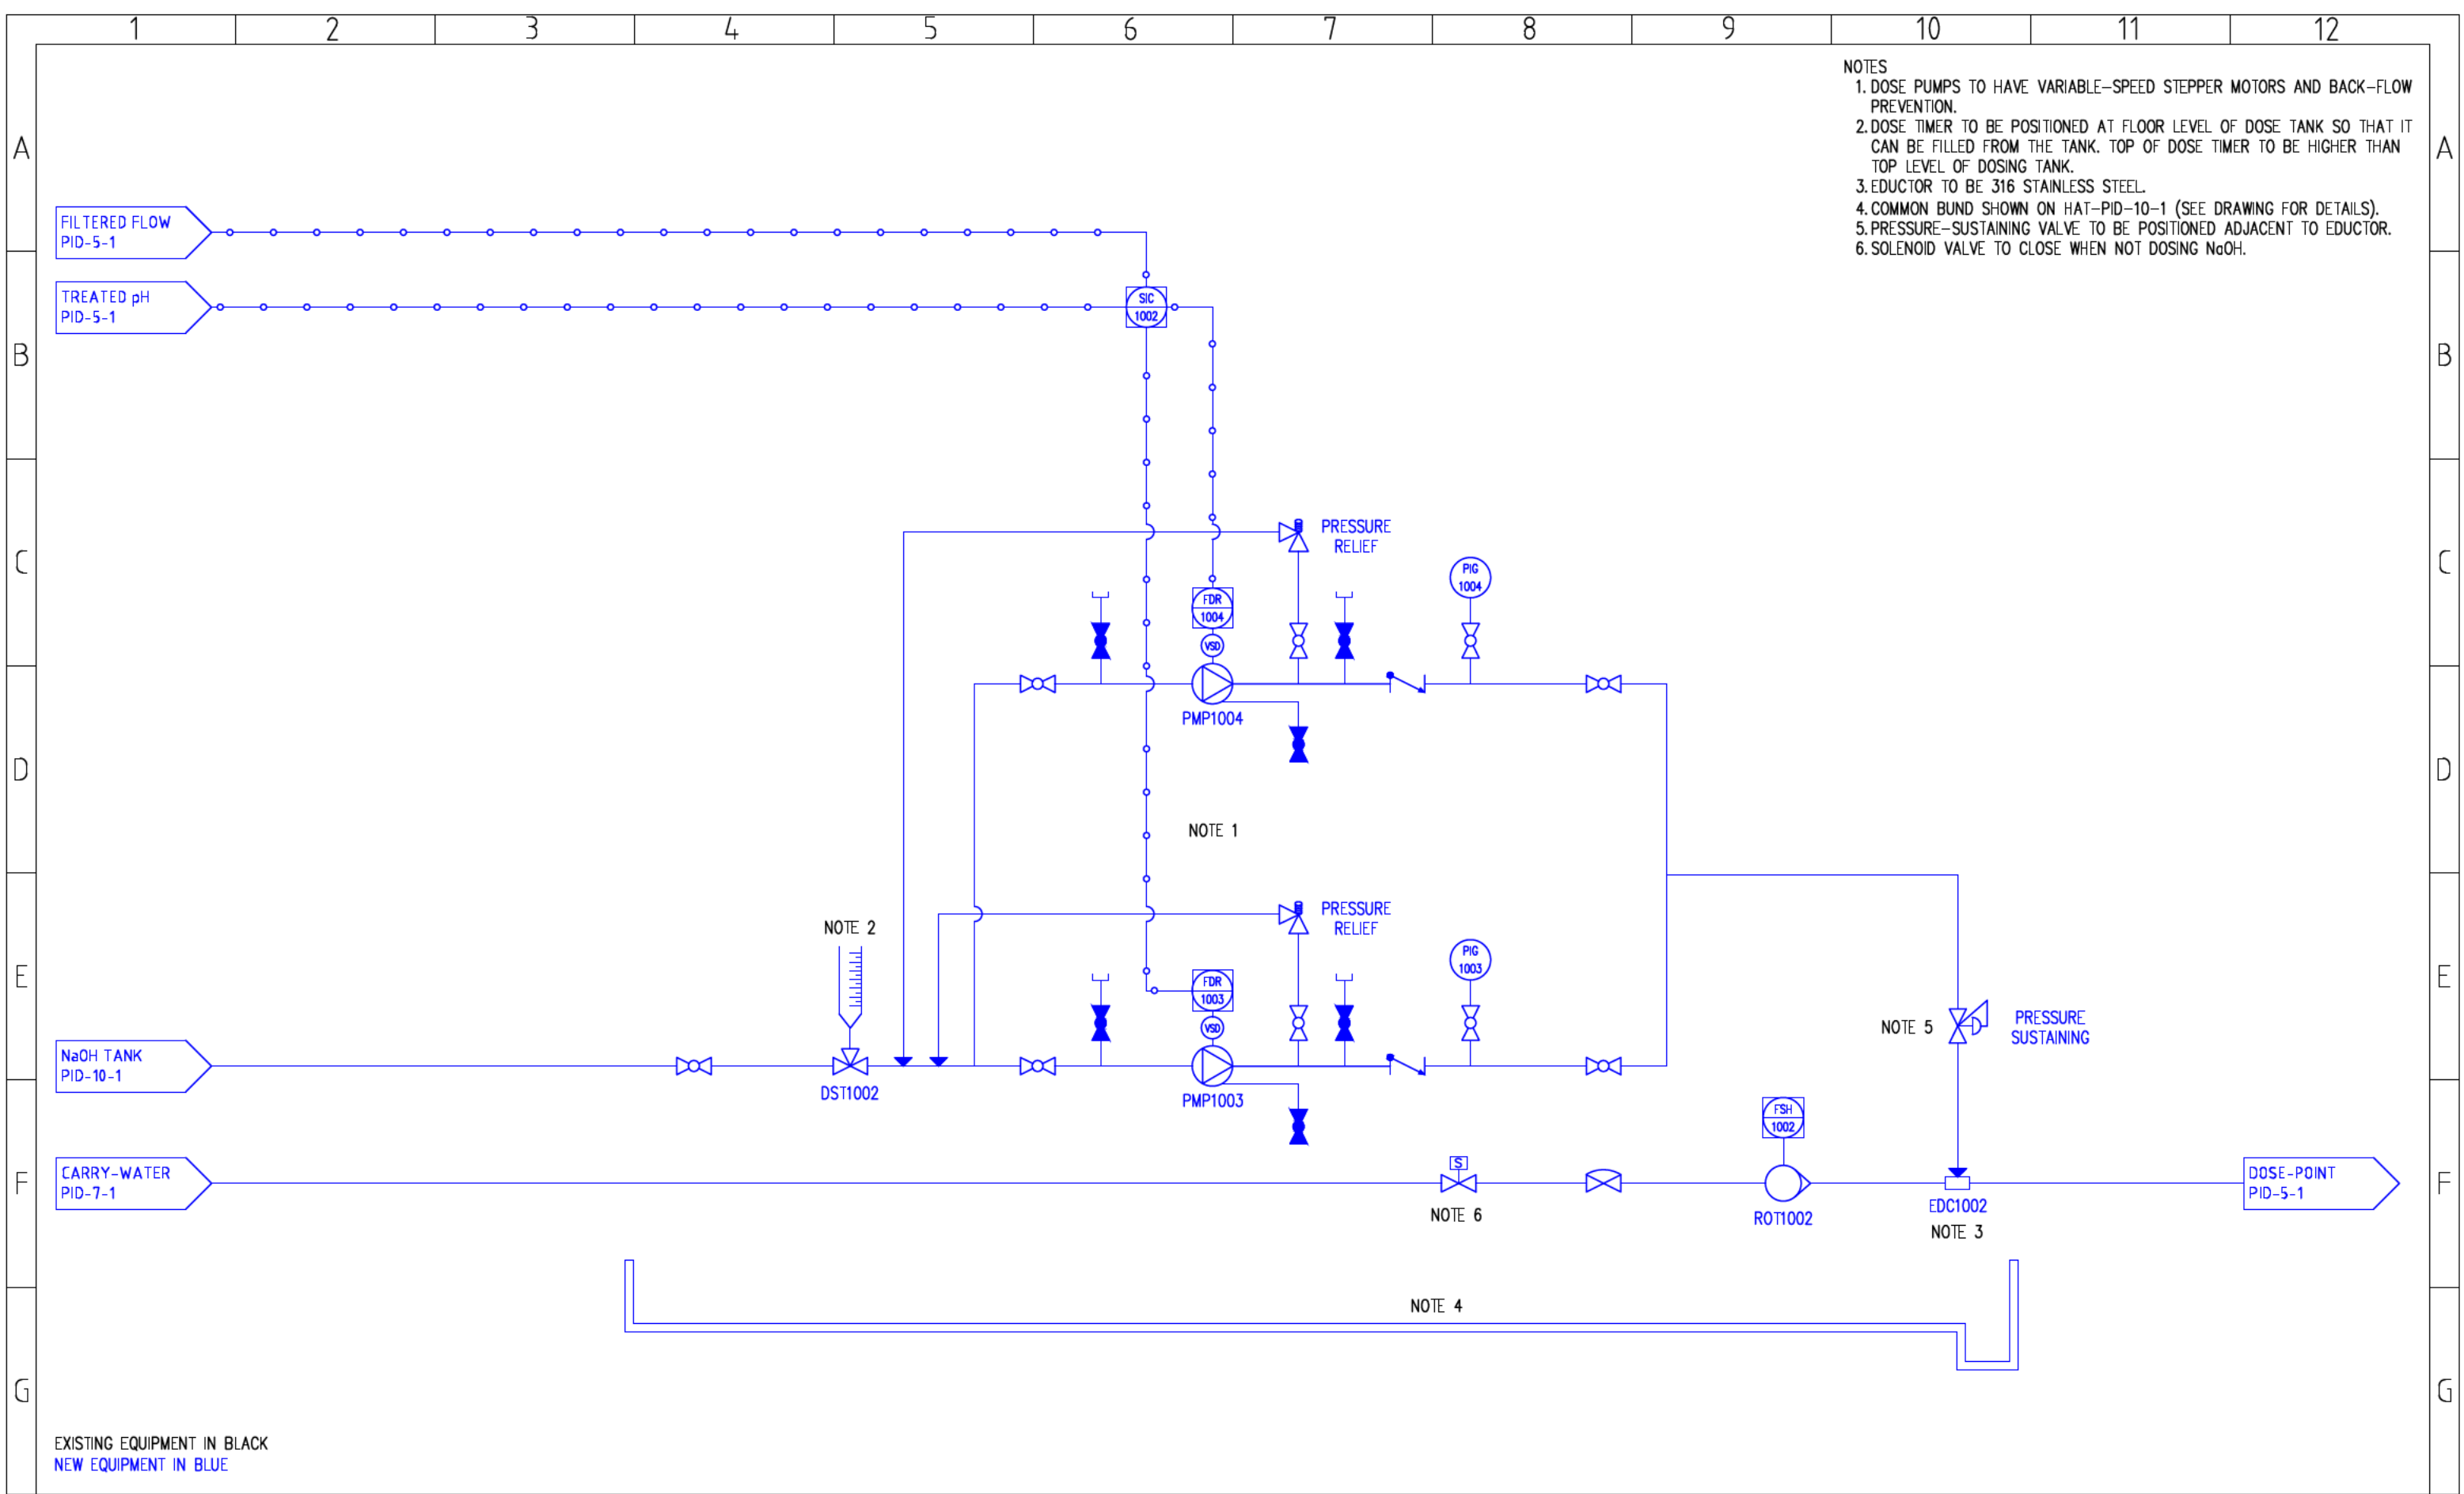 1 2 3 4 5 6 7 8 9 10 11 12
NOTES
1. DOSE PUMPS TO HAVE VARIABLE-SPEED STEPPER MOTORS AND BACK-FLOW
PREVENTION.
2. DOSE TIMER TO BE POSITIONED AT FLOOR LEVEL OF DOSE TANK SO THAT IT
CAN BE FILLED FROM THE TANK. TOP OF DOSE TIMER TO BE HIGHER THAN
TOP LEVEL OF DOSING TANK.
3. EDUCTOR TO BE 316 STAINLESS STEEL.
4. COMMON BUND SHOWN ON HAT-PID-10-1 (SEE DRAWING FOR DETAILS).
5. PRESSURE-SUSTAINING VALVE TO BE POSITIONED ADJACENT TO EDUCTOR.
6. SOLENOID VALVE TO CLOSE WHEN NOT DOSING NaOH.
A A
FILTERED FLOW
PID-5-1
TREATED pH
PID-5-1
SIC
1002
B B
PRESSURE
RELIEF
C C
PIG
1004
FDR
1004
VSD
PMP1004
D D
NOTE 1
NOTE 2
PRESSURE
RELIEF
PIG
1003
E E
FDR
1003
VSD
NOTE 5
PRESSURE
SUSTAINING
NaOH TANK
PID-10-1
DST1002
PMP1003
FSH
1002
F F
CARRY-WATER
PID-7-1
S
NOTE 6
ROT1002
EDC1002
NOTE 3
DOSE-POINT
PID-5-1
NOTE 4
G G
EXISTING EQUIPMENT IN BLACK
NEW EQUIPMENT IN BLUE